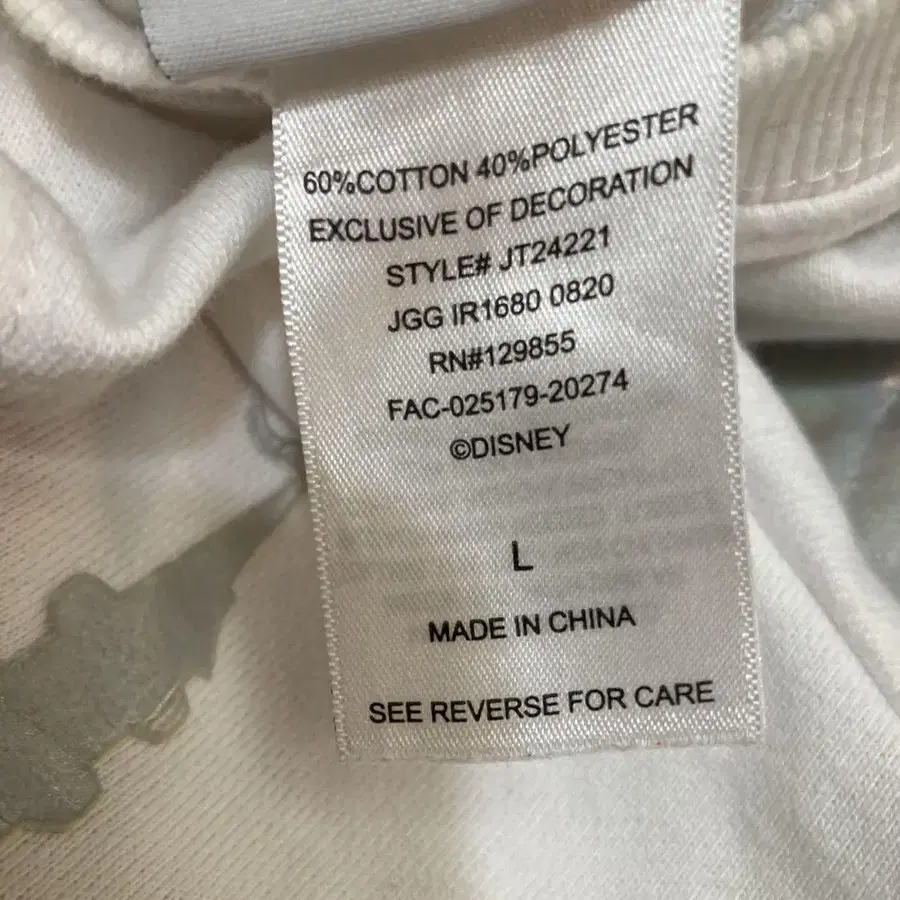 60%COTTON 40%POLYESTER
EXCLUSIVE OF DECORATION
STYLE# JT24221
JGG IR1680 0820
RN#129855
FAC-025179-20274
©DISNEY
L
MADE IN CHINA
SEE REVERSE FOR CARE